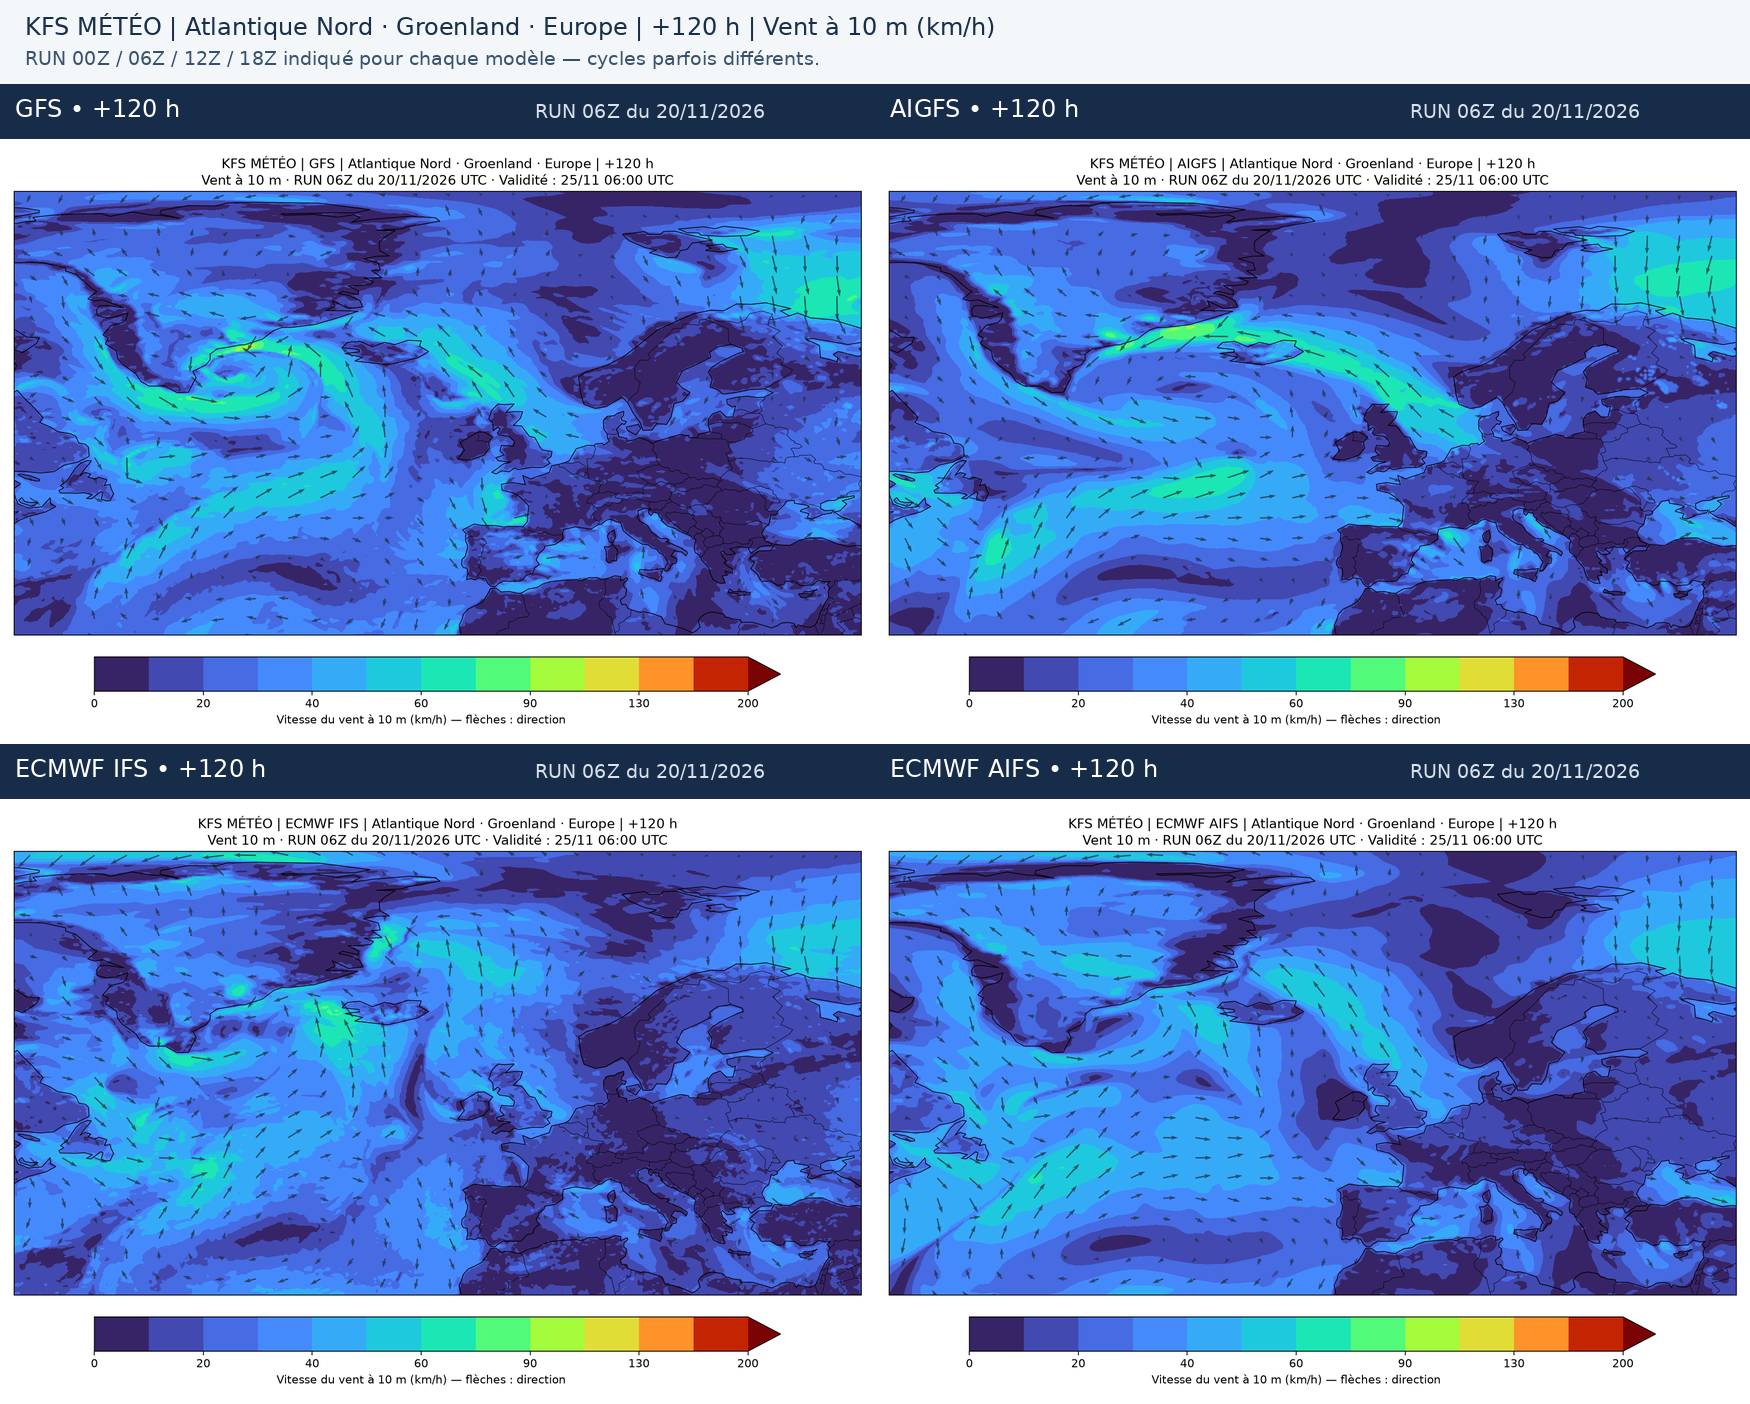 KFS MÉTÉO | Atlantique Nord · Groenland · Europe | +120 h | Vent à 10 m (km/h)
RUN 00Z / 06Z / 12Z / 18Z indiqué pour chaque modèle — cycles parfois différents.
GFS • +120 h
RUN 06Z du 20/11/2026
KFS MÉTÉO | GFS | Atlantique Nord · Groenland · Europe | +120 h
Vent à 10 m · RUN 06Z du 20/11/2026 UTC · Validité : 25/11 06:00 UTC
0 20 40 60 90 130 200
Vitesse du vent à 10 m (km/h) — flèches : direction
AIGFS • +120 h
RUN 06Z du 20/11/2026
KFS MÉTÉO | AIGFS | Atlantique Nord · Groenland · Europe | +120 h
Vent à 10 m · RUN 06Z du 20/11/2026 UTC · Validité : 25/11 06:00 UTC
0 20 40 60 90 130 200
Vitesse du vent à 10 m (km/h) — flèches : direction
ECMWF IFS • +120 h
RUN 06Z du 20/11/2026
KFS MÉTÉO | ECMWF IFS | Atlantique Nord · Groenland · Europe | +120 h
Vent 10 m · RUN 06Z du 20/11/2026 UTC · Validité : 25/11 06:00 UTC
0 20 40 60 90 130 200
Vitesse du vent à 10 m (km/h) — flèches : direction
ECMWF AIFS • +120 h
RUN 06Z du 20/11/2026
KFS MÉTÉO | ECMWF AIFS | Atlantique Nord · Groenland · Europe | +120 h
Vent 10 m · RUN 06Z du 20/11/2026 UTC · Validité : 25/11 06:00 UTC
0 20 40 60 90 130 200
Vitesse du vent à 10 m (km/h) — flèches : direction